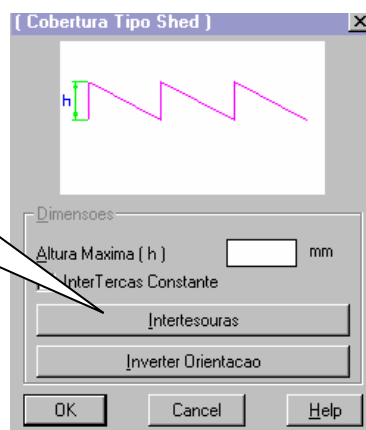 ( Cobertura Tipo Shed )
h
Dimensoes
Altura Maxima ( h )
mm
InterTercas Constante
Intertesouras
Inverter Orientacao
OK
Cancel
Help